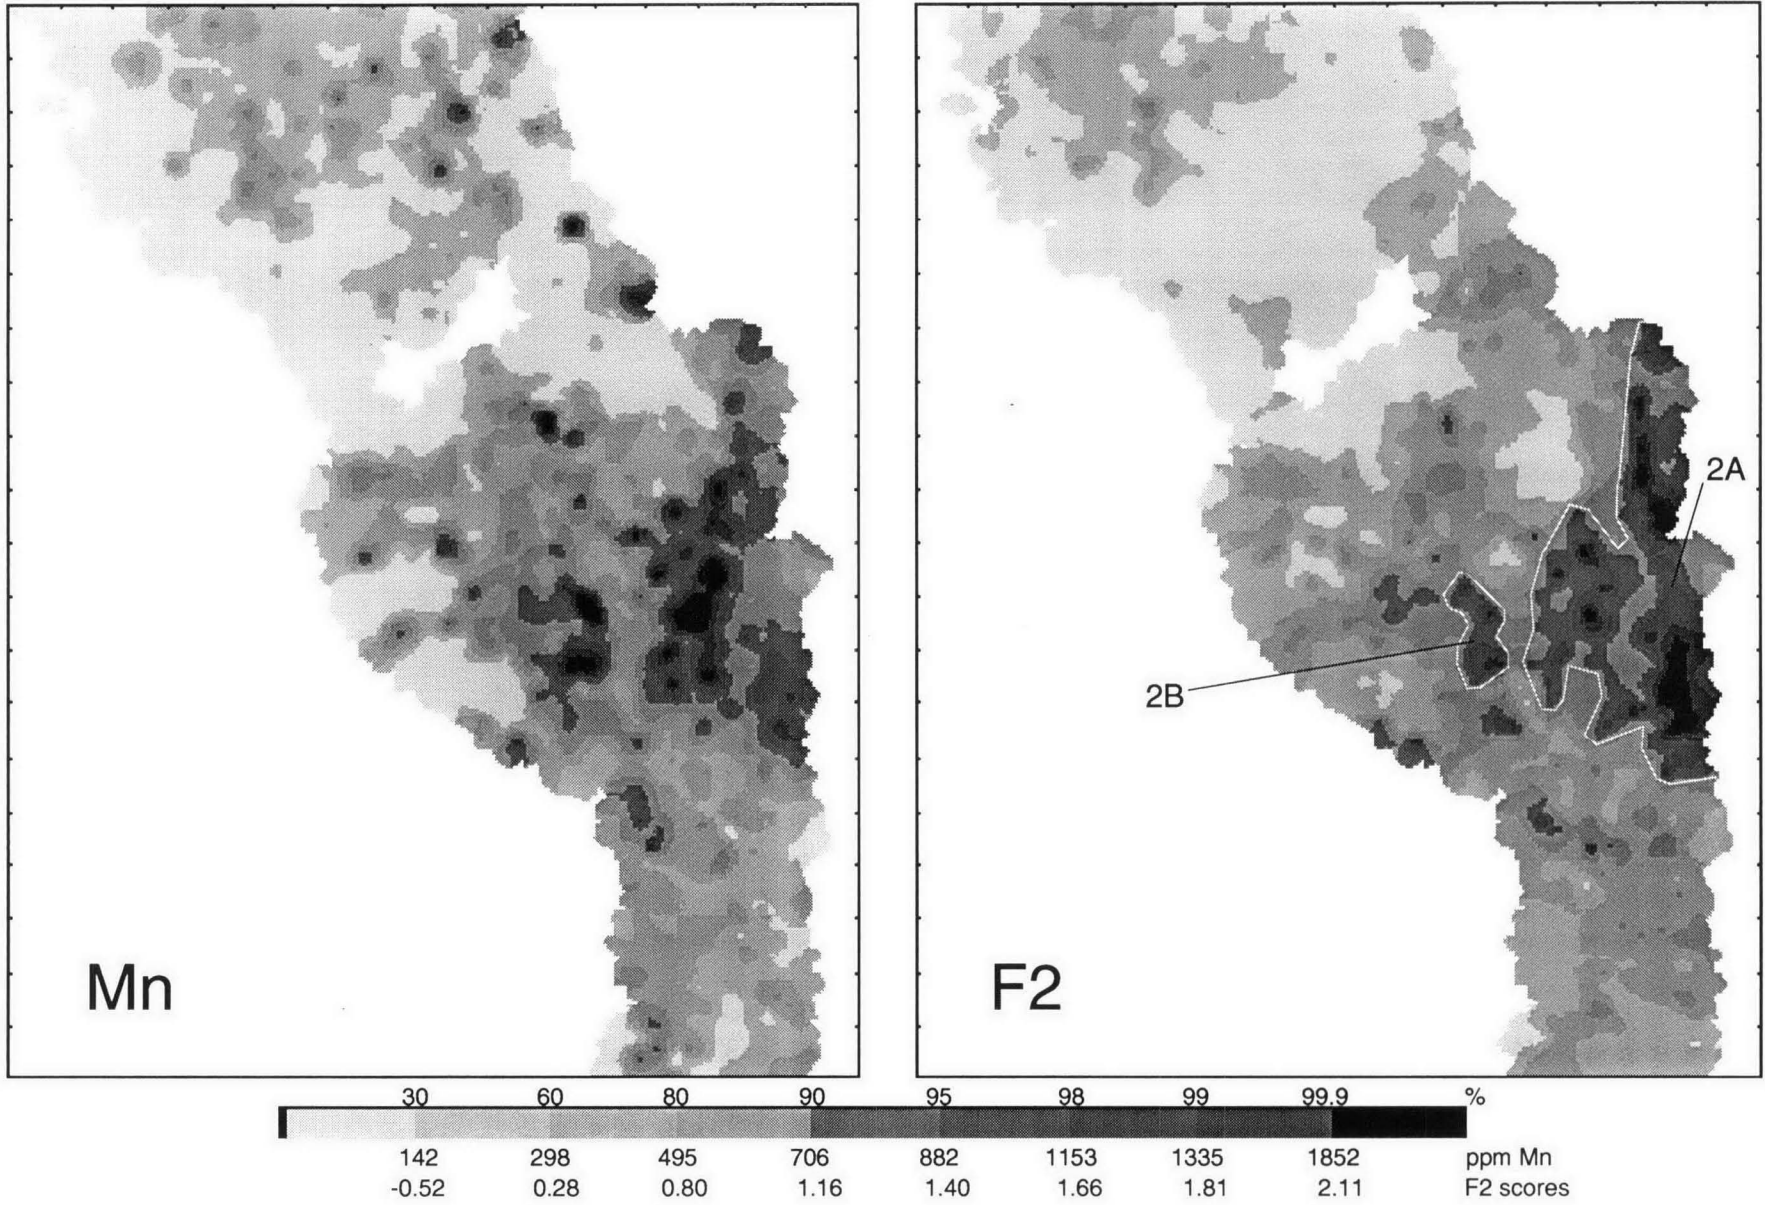 2A
2B
Mn
F2
30 60 80 90 95 98 99 99.9 %
142 298 495 706 882 1153 1335 1852 ppm Mn
-0.52 0.28 0.80 1.16 1.40 1.66 1.81 2.11 F2 scores